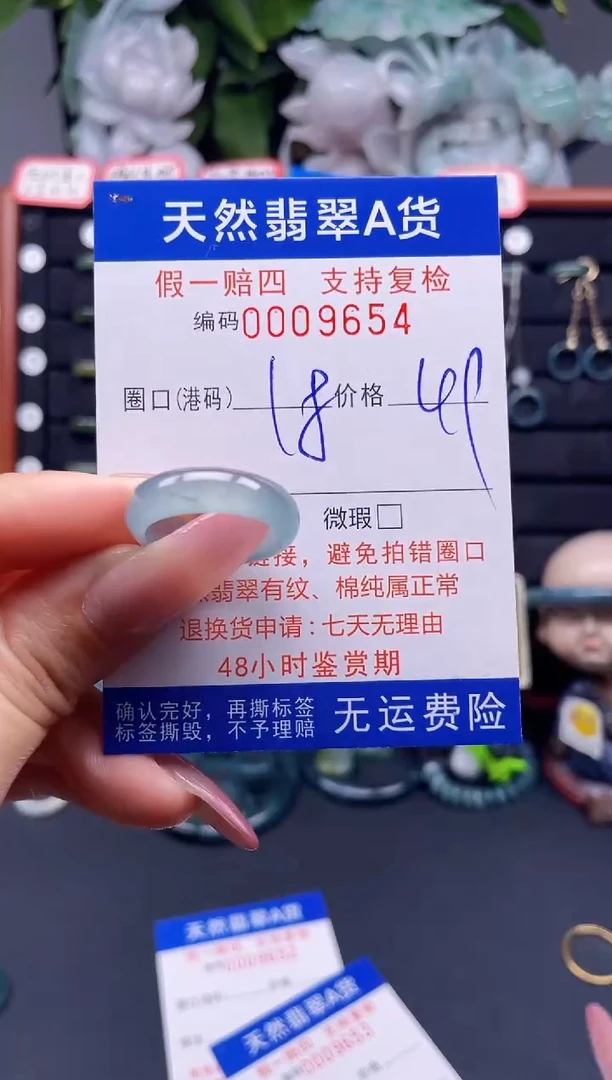 天然翡翠A货
假一赔四 支持复检
编码0009654
圈口(港码) 18 价格
微瑕□
链接，避免拍错圈口
翡翠有纹、棉纯属正常
退换货申请:七天无理由
48小时鉴赏期
确认完好，再撕标签
标签撕毁，不予理赔
无运费险
天然翡翠A货
天然翡翠A货